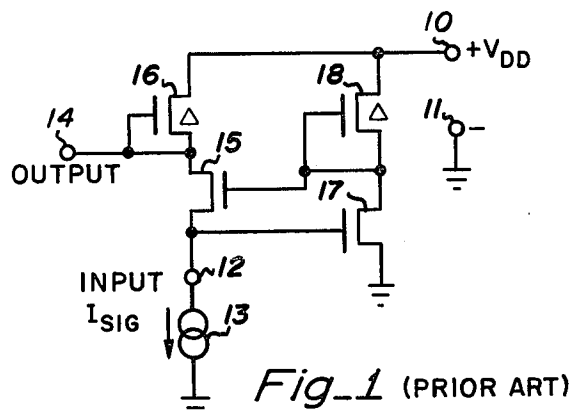 10
+VDD
16
18
14
11
−
15
OUTPUT
17
INPUT
12
ISIG
13
Fig_1 (PRIOR ART)